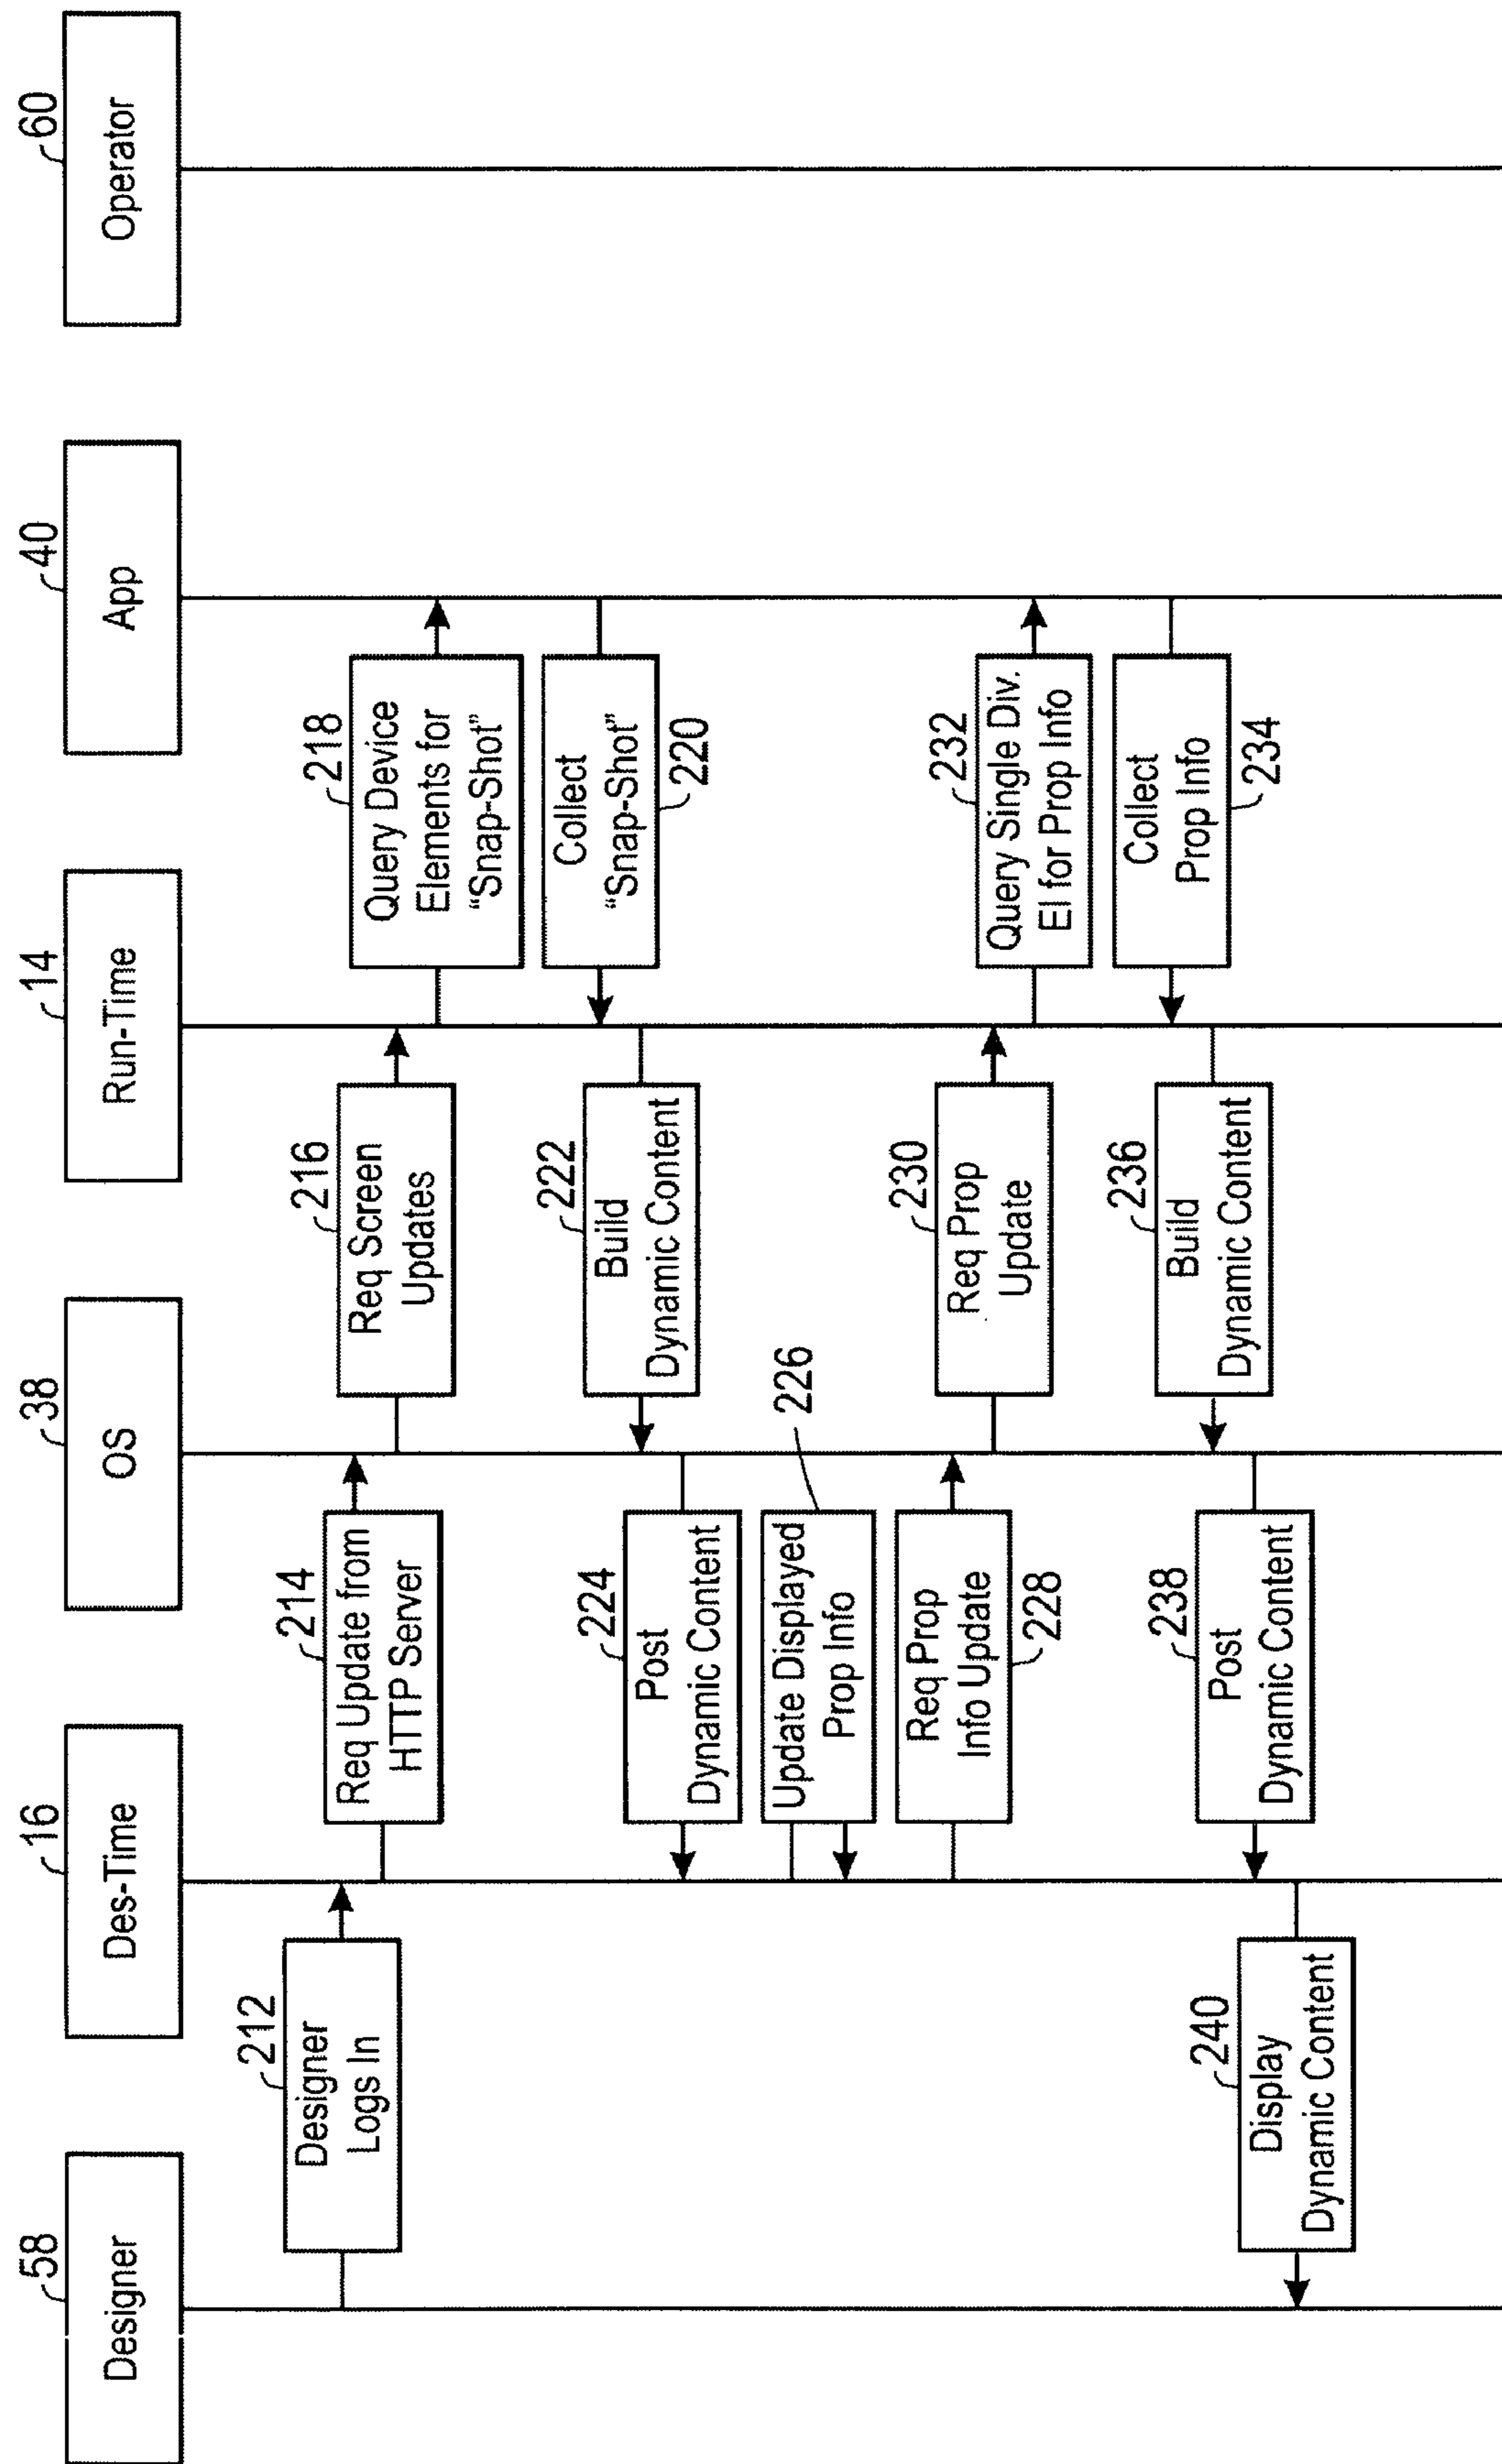 58
Designer
16
Des-Time
38
OS
14
Run-Time
40
App
60
Operator
212
Designer
Logs In
214
Req Update from
HTTP Server
216
Req Screen
Updates
218
Query Device
Elements for
“Snap-Shot”
Collect
“Snap-Shot”
220
222
Build
Dynamic Content
224
Post
Dynamic Content
Update Displayed
Prop Info
226
Req Prop
Info Update
228
230
Req Prop
Update
232
Query Single Div.
El for Prop Info
Collect
Prop Info
234
236
Build
Dynamic Content
238
Post
Dynamic Content
240
Display
Dynamic Content